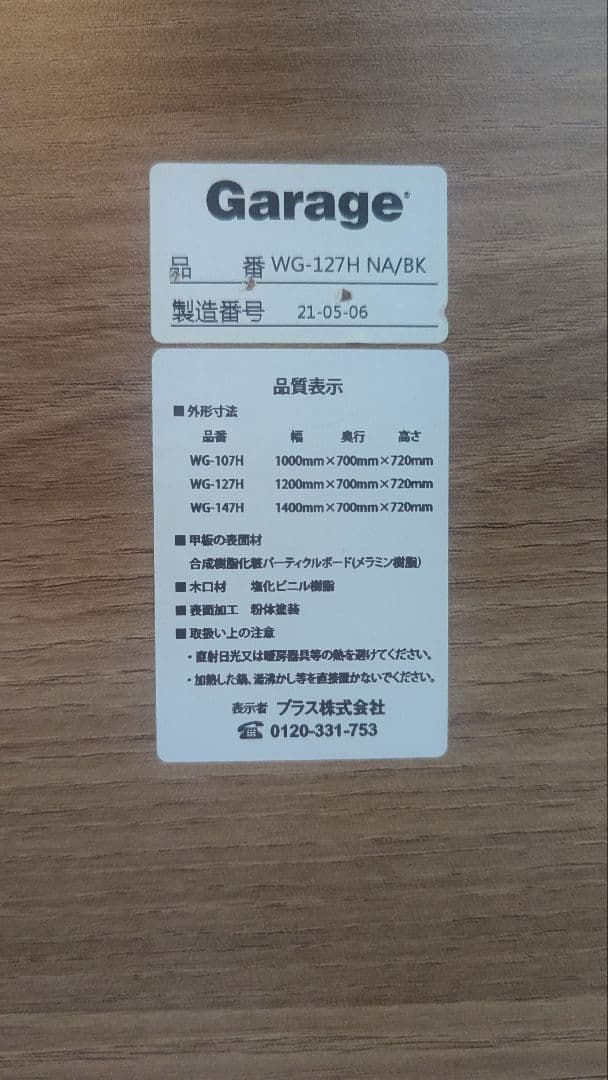 Garage®
品 番 WG-127H NA/BK
製造番号 21-05-06
品質表示
■外形寸法
品番 幅 奥行 高さ
WG-107H 1000mm×700mm×720mm
WG-127H 1200mm×700mm×720mm
WG-147H 1400mm×700mm×720mm
■甲板の表面材
合成樹脂化粧パーティクルボード(メラミン樹脂)
■木口材 塩化ビニル樹脂
■表面加工 粉体塗装
■取扱い上の注意
・直射日光又は暖房器具等の熱を避けてください。
・加熱した鍋、湯沸かし等を直接置かないでください。
表示者 プラス株式会社
☎ 0120-331-753